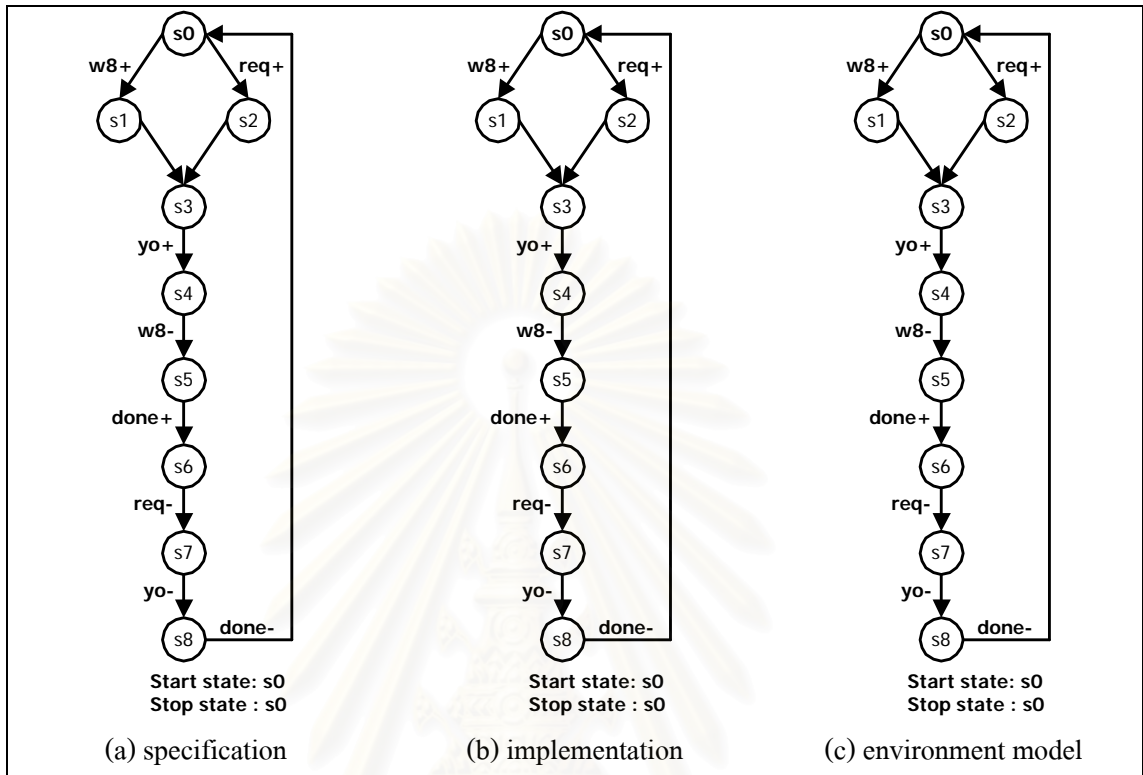 s0
w8+
req+
s1
s2
s3
yo+
s4
w8-
s5
done+
s6
req-
s7
yo-
s8
done-
Start state: s0
Stop state : s0
(a) specification
s0
w8+
req+
s1
s2
s3
yo+
s4
w8-
s5
done+
s6
req-
s7
yo-
s8
done-
Start state: s0
Stop state : s0
(b) implementation
s0
w8+
req+
s1
s2
s3
yo+
s4
w8-
s5
done+
s6
req-
s7
yo-
s8
done-
Start state: s0
Stop state : s0
(c) environment model